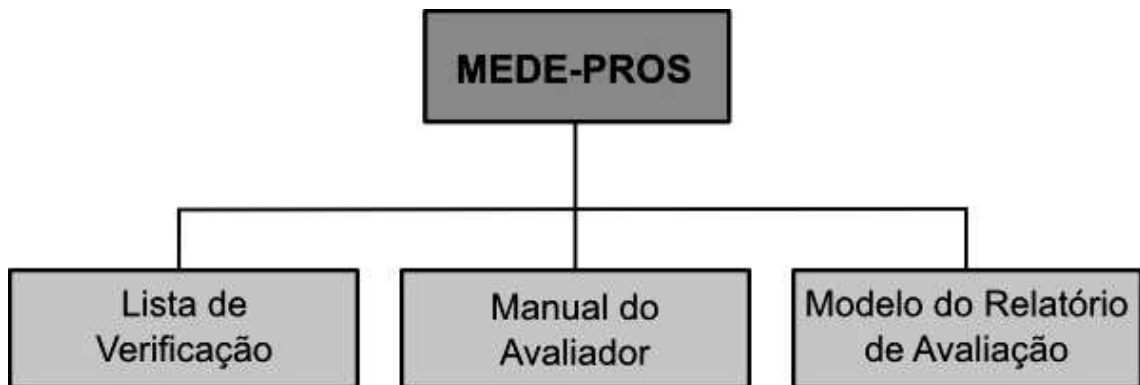 MEDE-PROS
Lista de
Verificação
Manual do
Avaliador
Modelo do Relatório
de Avaliação